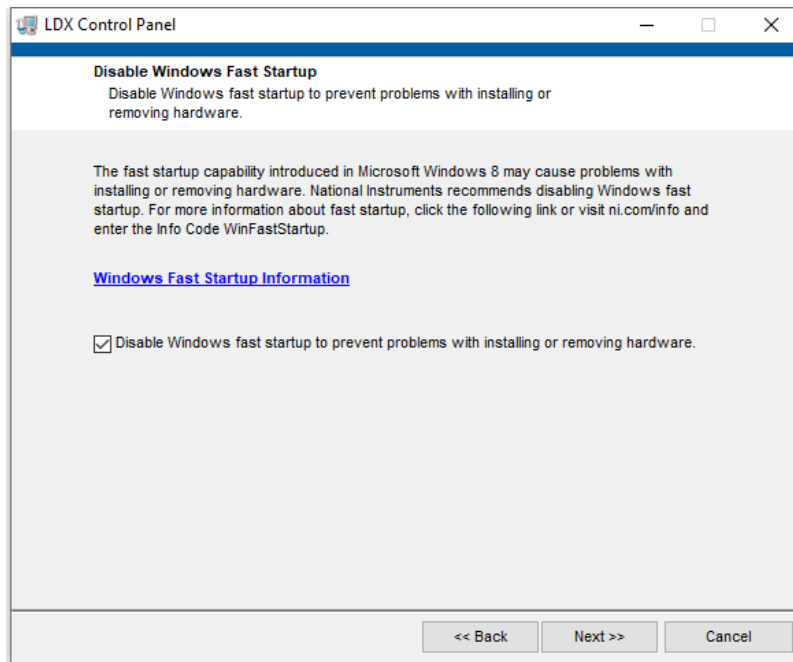 LDX Control Panel
Disable Windows Fast Startup
Disable Windows fast startup to prevent problems with installing or
removing hardware.
The fast startup capability introduced in Microsoft Windows 8 may cause problems with
installing or removing hardware. National Instruments recommends disabling Windows fast
startup. For more information about fast startup, click the following link or visit ni.com/info and
enter the Info Code WinFastStartup.
Windows Fast Startup Information
Disable Windows fast startup to prevent problems with installing or removing hardware.
<< Back
Next >>
Cancel